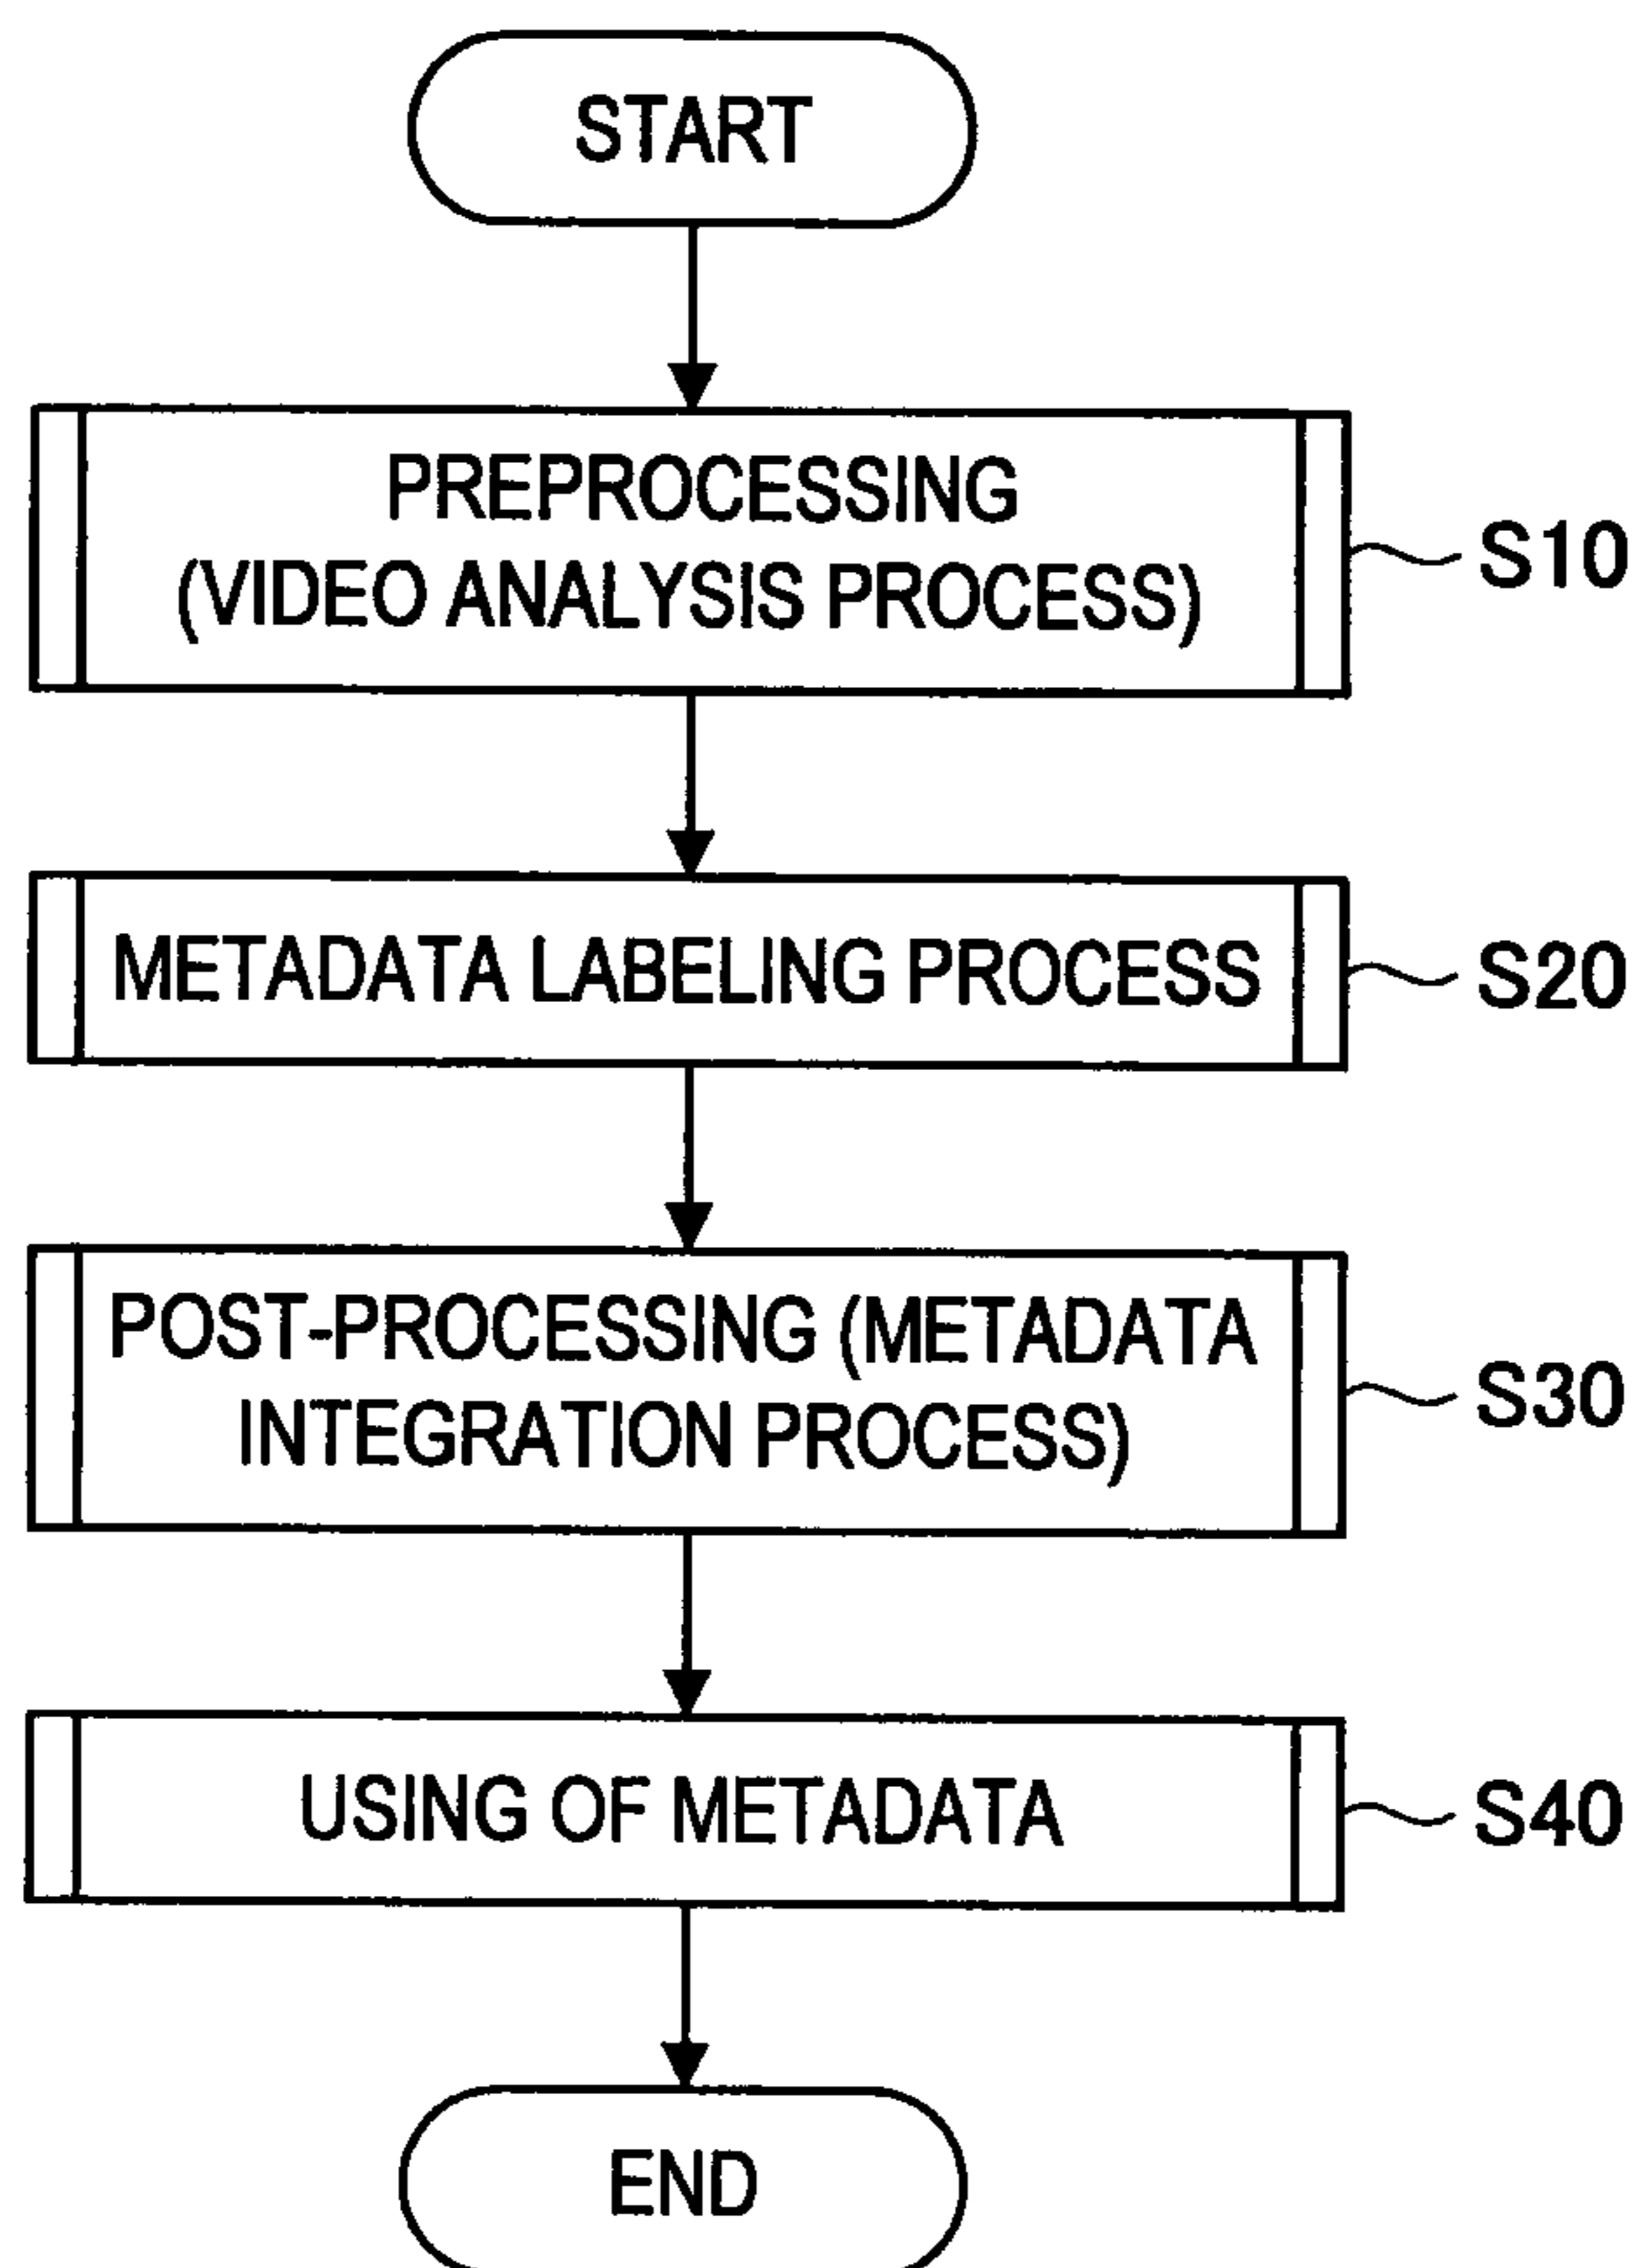 START
PREPROCESSING
(VIDEO ANALYSIS PROCESS)
S10
METADATA LABELING PROCESS
S20
POST-PROCESSING (METADATA
INTEGRATION PROCESS)
S30
USING OF METADATA
S40
END